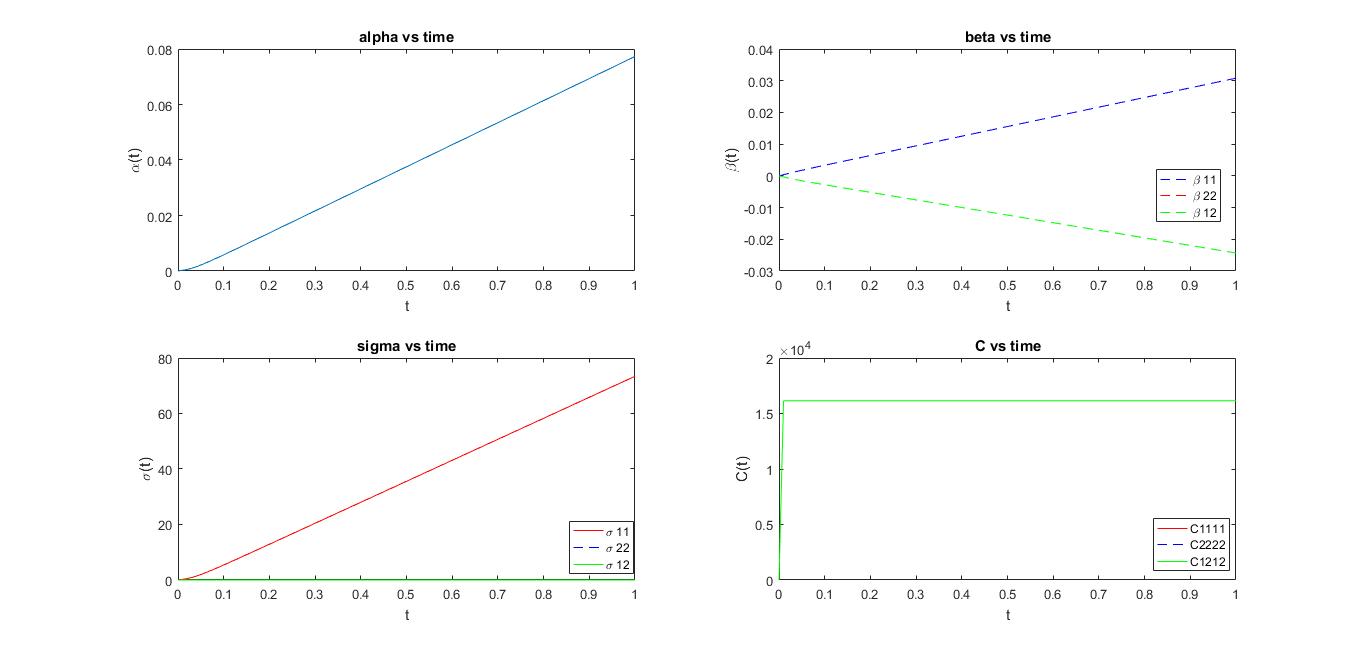 alpha vs time
0.08
0.06
0.04
0.02
0
α(t)
0 0.1 0.2 0.3 0.4 0.5 0.6 0.7 0.8 0.9 1
t
beta vs time
0.04
0.03
0.02
0.01
0
-0.01
-0.02
-0.03
β(t)
β 11
β 22
β 12
0 0.1 0.2 0.3 0.4 0.5 0.6 0.7 0.8 0.9 1
t
sigma vs time
80
60
40
20
0
σ(t)
σ 11
σ 22
σ 12
0 0.1 0.2 0.3 0.4 0.5 0.6 0.7 0.8 0.9 1
t
C vs time
×10⁴
2
1.5
1
0.5
0
C(t)
C1111
C2222
C1212
0 0.1 0.2 0.3 0.4 0.5 0.6 0.7 0.8 0.9 1
t